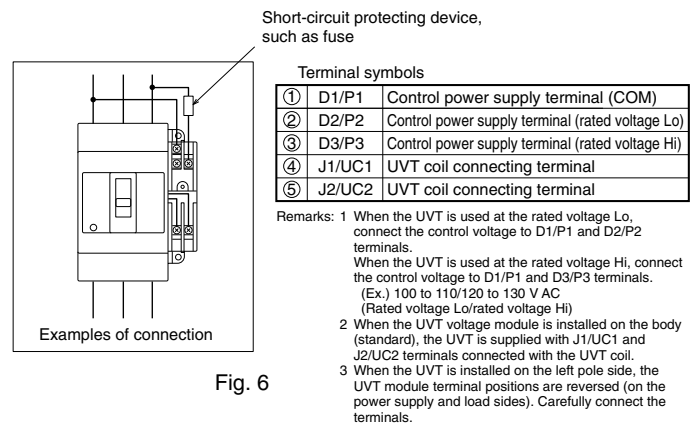 Short-circuit protecting device,
such as fuse
Examples of connection
Fig. 6
Terminal symbols
① D1/P1 Control power supply terminal (COM)
② D2/P2 Control power supply terminal (rated voltage Lo)
③ D3/P3 Control power supply terminal (rated voltage Hi)
④ J1/UC1 UVT coil connecting terminal
⑤ J2/UC2 UVT coil connecting terminal
Remarks: 1 When the UVT is used at the rated voltage Lo,
connect the control voltage to D1/P1 and D2/P2
terminals.
When the UVT is used at the rated voltage Hi, connect
the control voltage to D1/P1 and D3/P3 terminals.
(Ex.) 100 to 110/120 to 130 V AC
(Rated voltage Lo/rated voltage Hi)
2 When the UVT voltage module is installed on the body
(standard), the UVT is supplied with J1/UC1 and
J2/UC2 terminals connected with the UVT coil.
3 When the UVT is installed on the left pole side, the
UVT module terminal positions are reversed (on the
power supply and load sides). Carefully connect the
terminals.